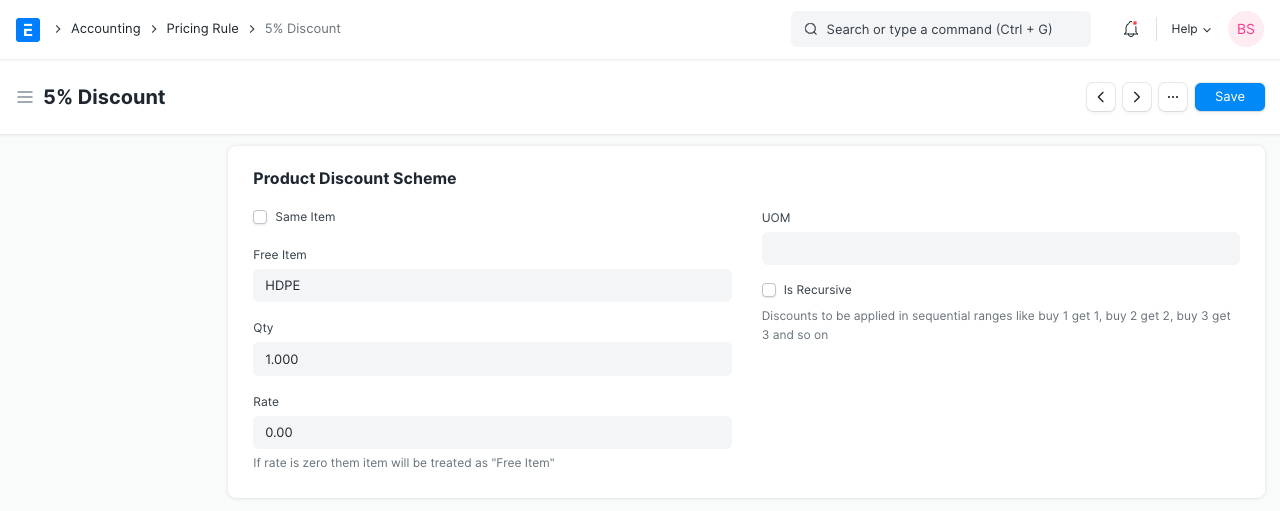 E
Accounting
Pricing Rule
5% Discount
Search or type a command (Ctrl + G)
Help
BS
5% Discount
Save
Product Discount Scheme
Same Item
Free Item
HDPE
Qty
1.000
Rate
0.00
If rate is zero them item will be treated as "Free Item"
UOM
Is Recursive
Discounts to be applied in sequential ranges like buy 1 get 1, buy 2 get 2, buy 3 get
3 and so on